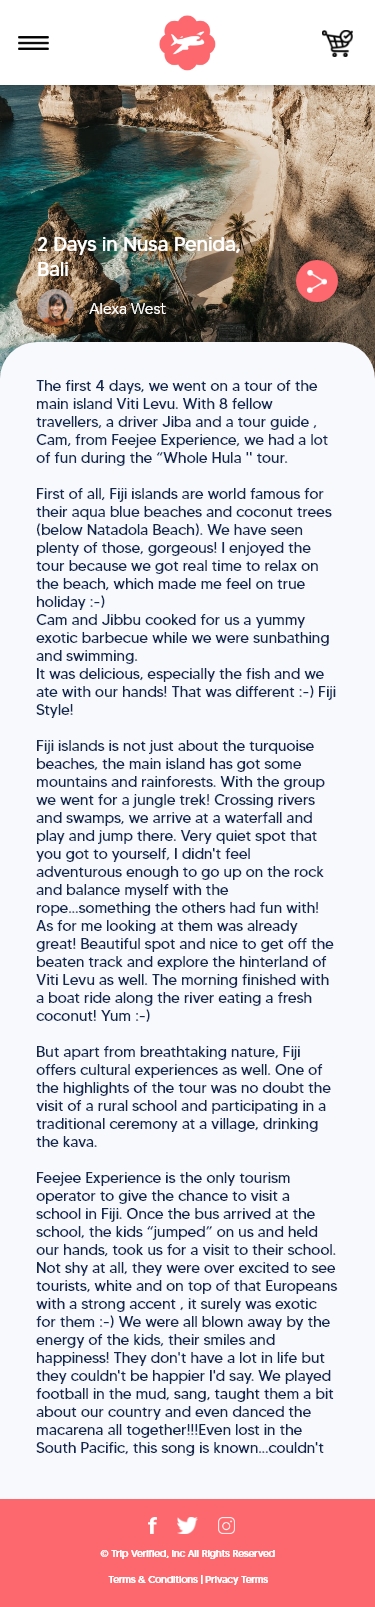 2 Days in Nusa Penida,
Bali
Alexa West
The first 4 days, we went on a tour of the
main island Viti Levu. With 8 fellow
travellers, a driver Jiba and a tour guide ,
Cam, from Feejee Experience, we had a lot
of fun during the “Whole Hula '' tour.
First of all, Fiji islands are world famous for
their aqua blue beaches and coconut trees
(below Natadola Beach). We have seen
plenty of those, gorgeous! I enjoyed the
tour because we got real time to relax on
the beach, which made me feel on true
holiday :-)
Cam and Jibbu cooked for us a yummy
exotic barbecue while we were sunbathing
and swimming.
It was delicious, especially the fish and we
ate with our hands! That was different :-) Fiji
Style!
Fiji islands is not just about the turquoise
beaches, the main island has got some
mountains and rainforests. With the group
we went for a jungle trek! Crossing rivers
and swamps, we arrive at a waterfall and
play and jump there. Very quiet spot that
you got to yourself, I didn't feel
adventurous enough to go up on the rock
and balance myself with the
rope...something the others had fun with!
As for me looking at them was already
great! Beautiful spot and nice to get off the
beaten track and explore the hinterland of
Viti Levu as well. The morning finished with
a boat ride along the river eating a fresh
coconut! Yum :-)
But apart from breathtaking nature, Fiji
offers cultural experiences as well. One of
the highlights of the tour was no doubt the
visit of a rural school and participating in a
traditional ceremony at a village, drinking
the kava.
Feejee Experience is the only tourism
operator to give the chance to visit a
school in Fiji. Once the bus arrived at the
school, the kids “jumped” on us and held
our hands, took us for a visit to their school.
Not shy at all, they were over excited to see
tourists, white and on top of that Europeans
with a strong accent , it surely was exotic
for them :-) We were all blown away by the
energy of the kids, their smiles and
happiness! They don't have a lot in life but
they couldn't be happier I'd say. We played
football in the mud, sang, taught them a bit
about our country and even danced the
macarena all together!!!Even lost in the
South Pacific, this song is known...couldn't
© Trip Verified, Inc All Rights Reserved
Terms & Conditions | Privacy Terms